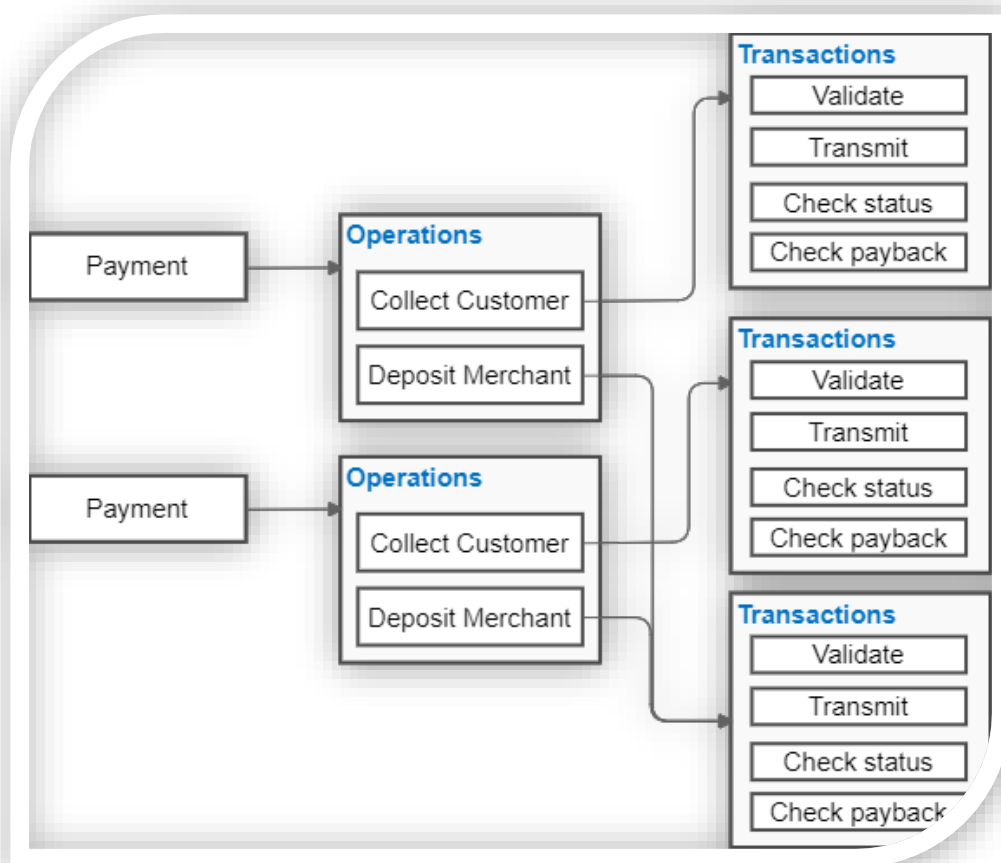 Payment
Payment
Operations
Collect Customer
Deposit Merchant
Operations
Collect Customer
Deposit Merchant
Transactions
Validate
Transmit
Check status
Check payback
Transactions
Validate
Transmit
Check status
Check payback
Transactions
Validate
Transmit
Check status
Check payback